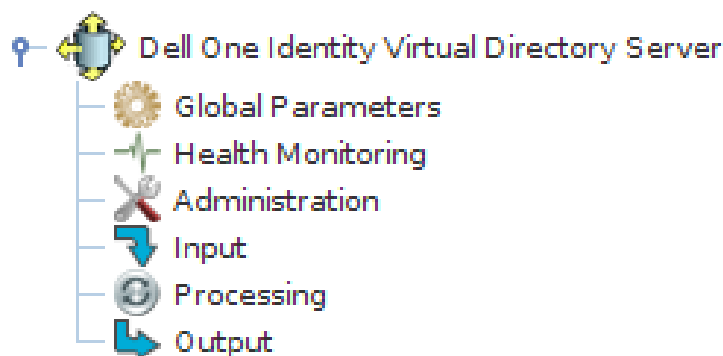 Dell One Identity Virtual Directory Server
Global Parameters
Health Monitoring
Administration
Input
Processing
Output